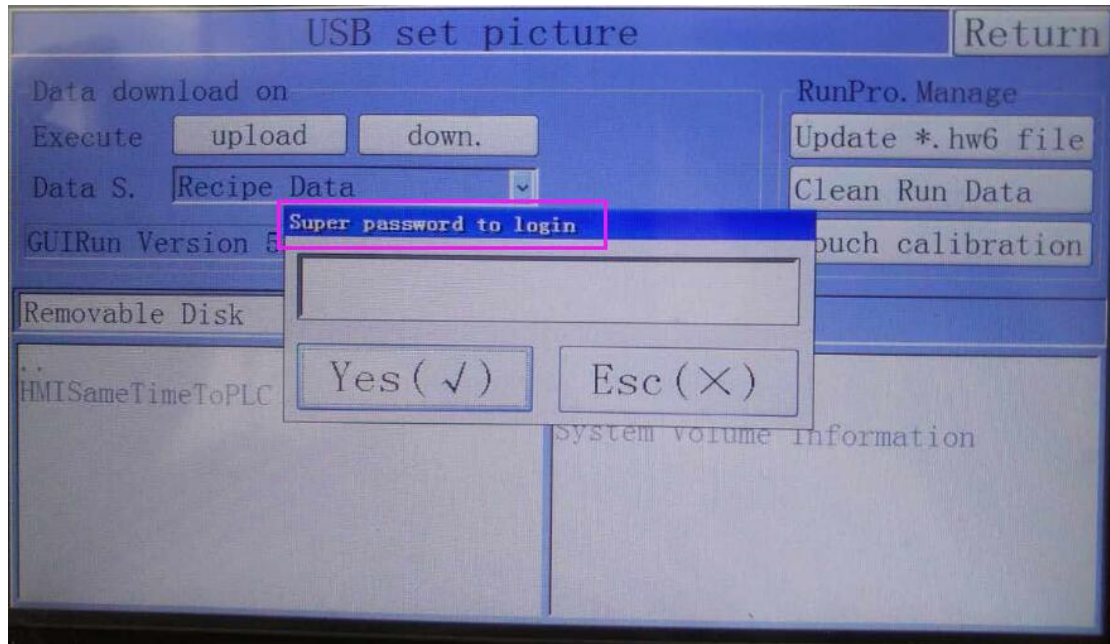 USB set picture
Return
Data download on
Execute
upload
down.
Data S.
Recipe Data
GUIRun Version 5
RunPro. Manage
Update *.hw6 file
Clean Run Data
ouch calibration
Super password to login
Yes(√)
Esc(×)
Removable Disk
..
HMISameTimeToPLC
System Volume Information